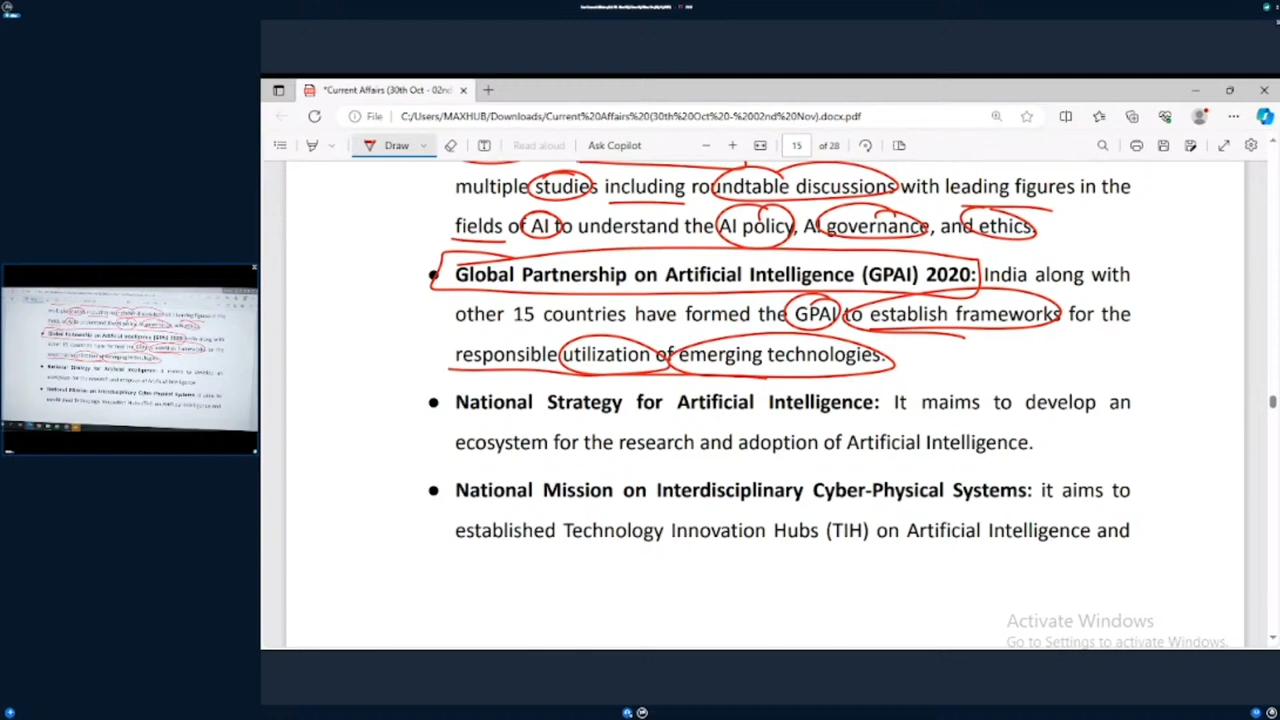 *Current Affairs (30th Oct - 02nd
File
C:/Users/MAXHUB/Downloads/Current%20Affairs%20(30th%20Oct%20-%2002nd%20Nov).docx.pdf
Draw
Read aloud
Ask Copilot
15 of 28
multiple studies including roundtable discussions with leading figures in the
fields of AI to understand the AI policy, AI governance, and ethics.
● Global Partnership on Artificial Intelligence (GPAI) 2020: India along with
other 15 countries have formed the GPAI to establish frameworks for the
responsible utilization of emerging technologies.
● National Strategy for Artificial Intelligence: It maims to develop an
ecosystem for the research and adoption of Artificial Intelligence.
● National Mission on Interdisciplinary Cyber-Physical Systems: it aims to
established Technology Innovation Hubs (TIH) on Artificial Intelligence and
Activate Windows
Go to Settings to activate Windows.